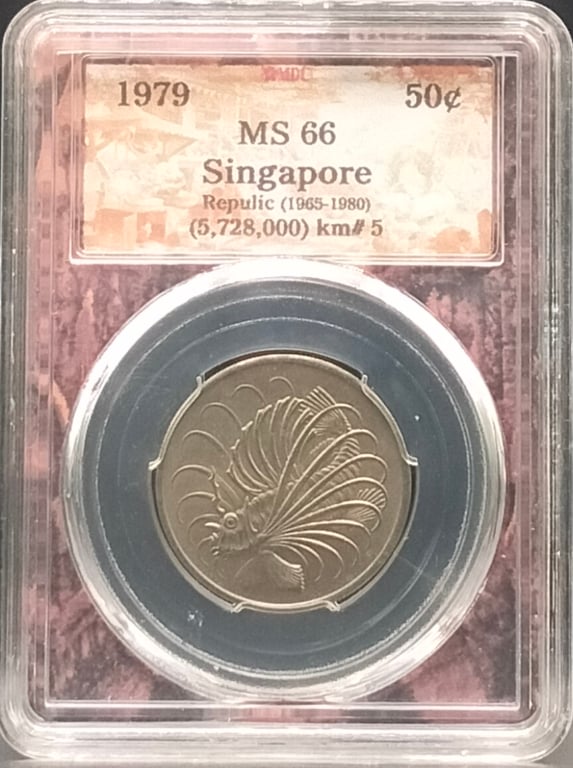 1979 50¢
MS 66
Singapore
Repulic (1965-1980)
(5,728,000) km# 5